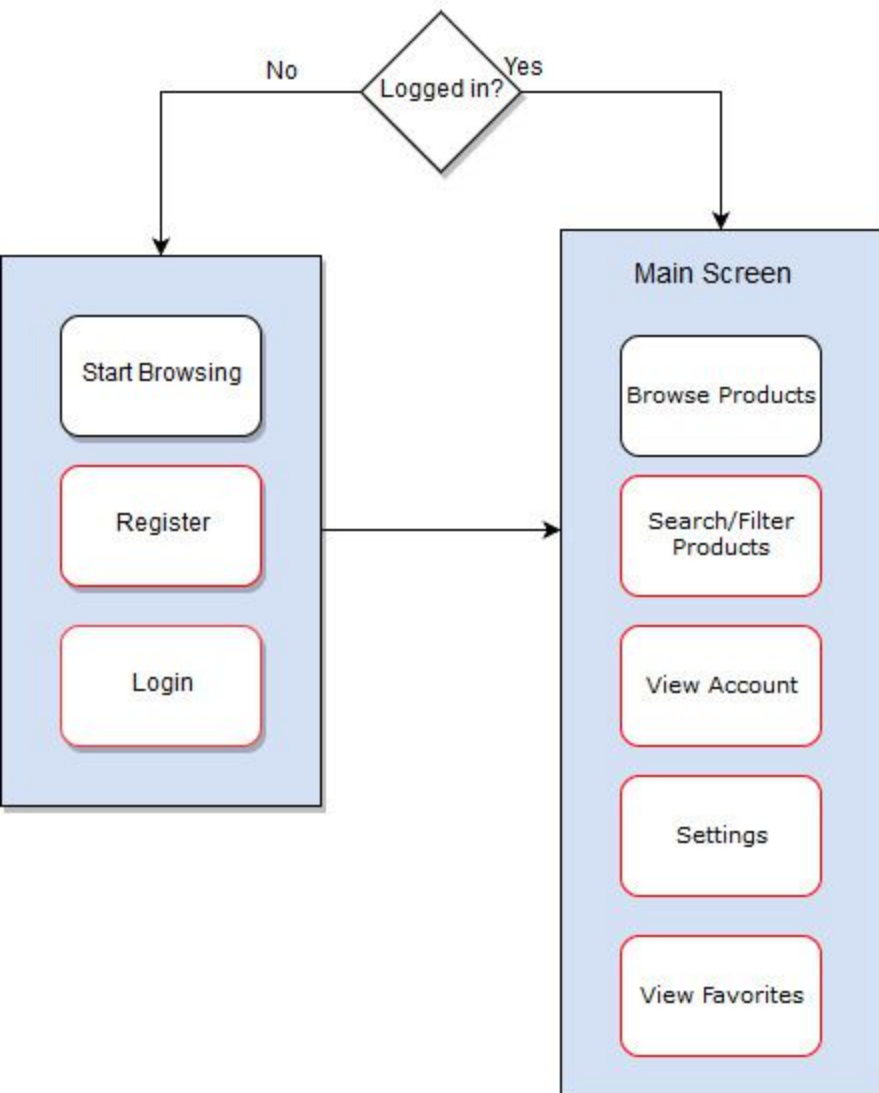 Logged in?
No
Yes
Start Browsing
Register
Login
Main Screen
Browse Products
Search/Filter
Products
View Account
Settings
View Favorites